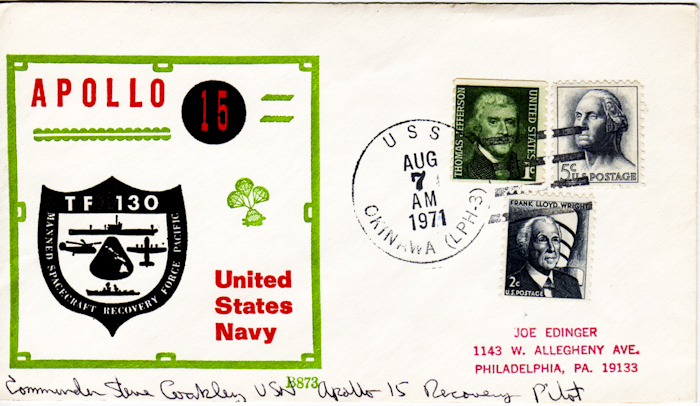 APOLLO 15
TF 130
MANNED SPACECRAFT RECOVERY FORCE PACIFIC
United
States
Navy
B873
USS
AUG
7
AM
1971
OKINAWA (LPH-3)
THOMAS JEFFERSON
UNITED STATES
1c
5c
U.S. POSTAGE
FRANK LLOYD WRIGHT
2c
U.S. POSTAGE
JOE EDINGER
1143 W. ALLEGHENY AVE.
PHILADELPHIA, PA. 19133
Commander Steve Coakley USN Apollo 15 Recovery Pilot